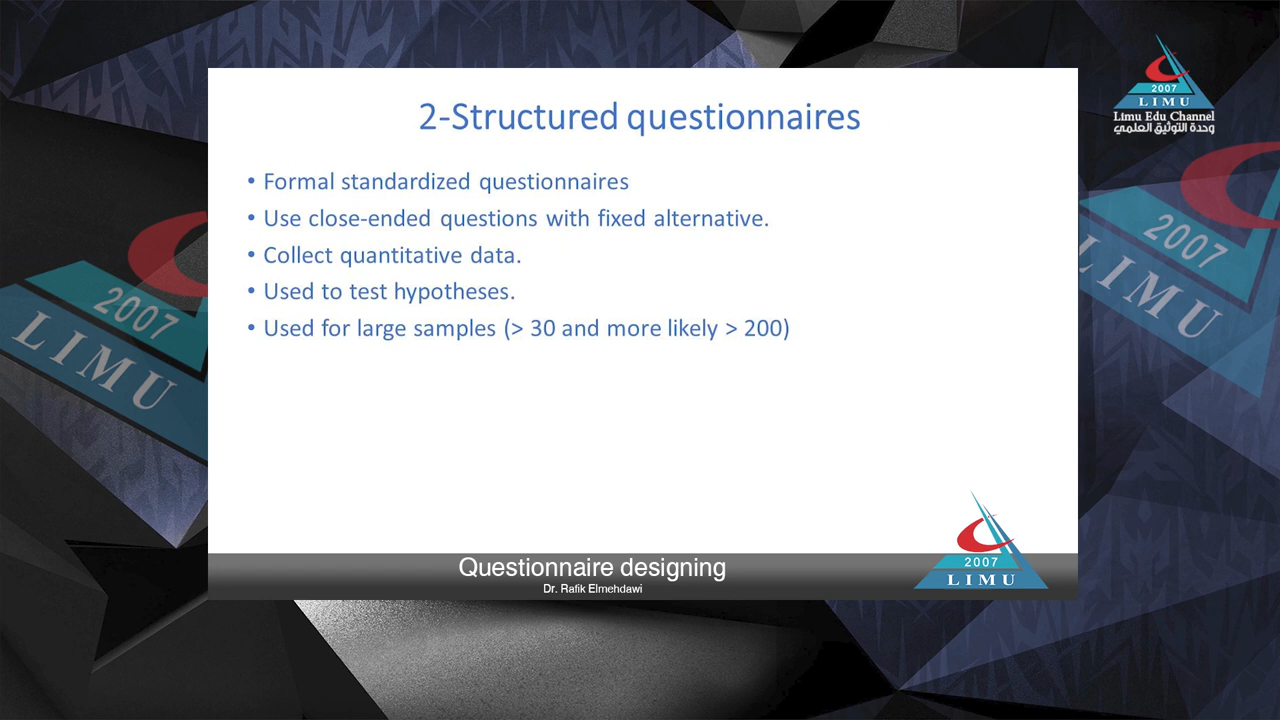 2007
LIMU
Limu Edu Channel
وحدة التوثيق العلمي
2-Structured questionnaires
• Formal standardized questionnaires
• Use close-ended questions with fixed alternative.
• Collect quantitative data.
• Used to test hypotheses.
• Used for large samples (> 30 and more likely > 200)
2007
LIMU
2007
LIMU
Questionnaire designing
Dr. Rafik Elmehdawi
2007
LIMU